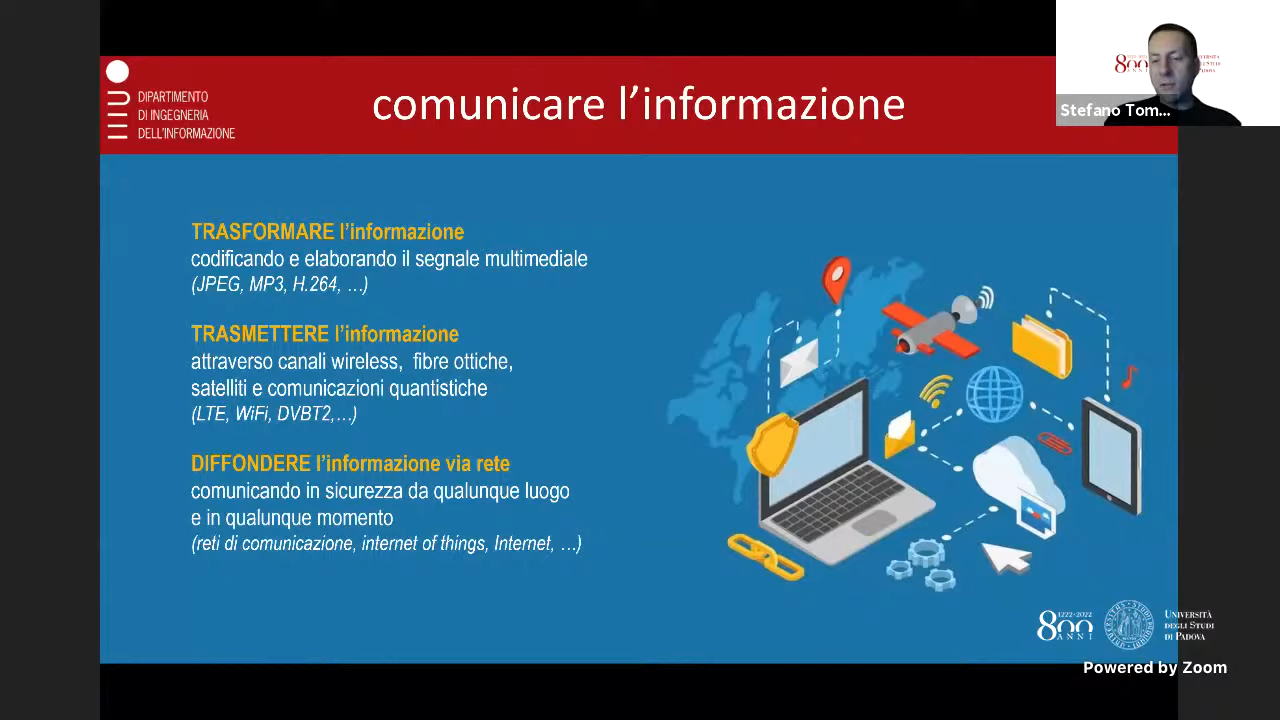 DIPARTIMENTO
DI INGEGNERIA
DELL'INFORMAZIONE
comunicare l'informazione
800
ANNI
Stefano Tom...
TRASFORMARE l'informazione
codificando e elaborando il segnale multimediale
(JPEG, MP3, H.264, ...)
TRASMETTERE l'informazione
attraverso canali wireless, fibre ottiche,
satelliti e comunicazioni quantistiche
(LTE, WiFi, DVBT2,...)
DIFFONDERE l'informazione via rete
comunicando in sicurezza da qualunque luogo
e in qualunque momento
(reti di comunicazione, internet of things, Internet, ...)
1222•2022
800
ANNI
UNIVERSITÀ
DEGLI STUDI
DI PADOVA
Powered by Zoom